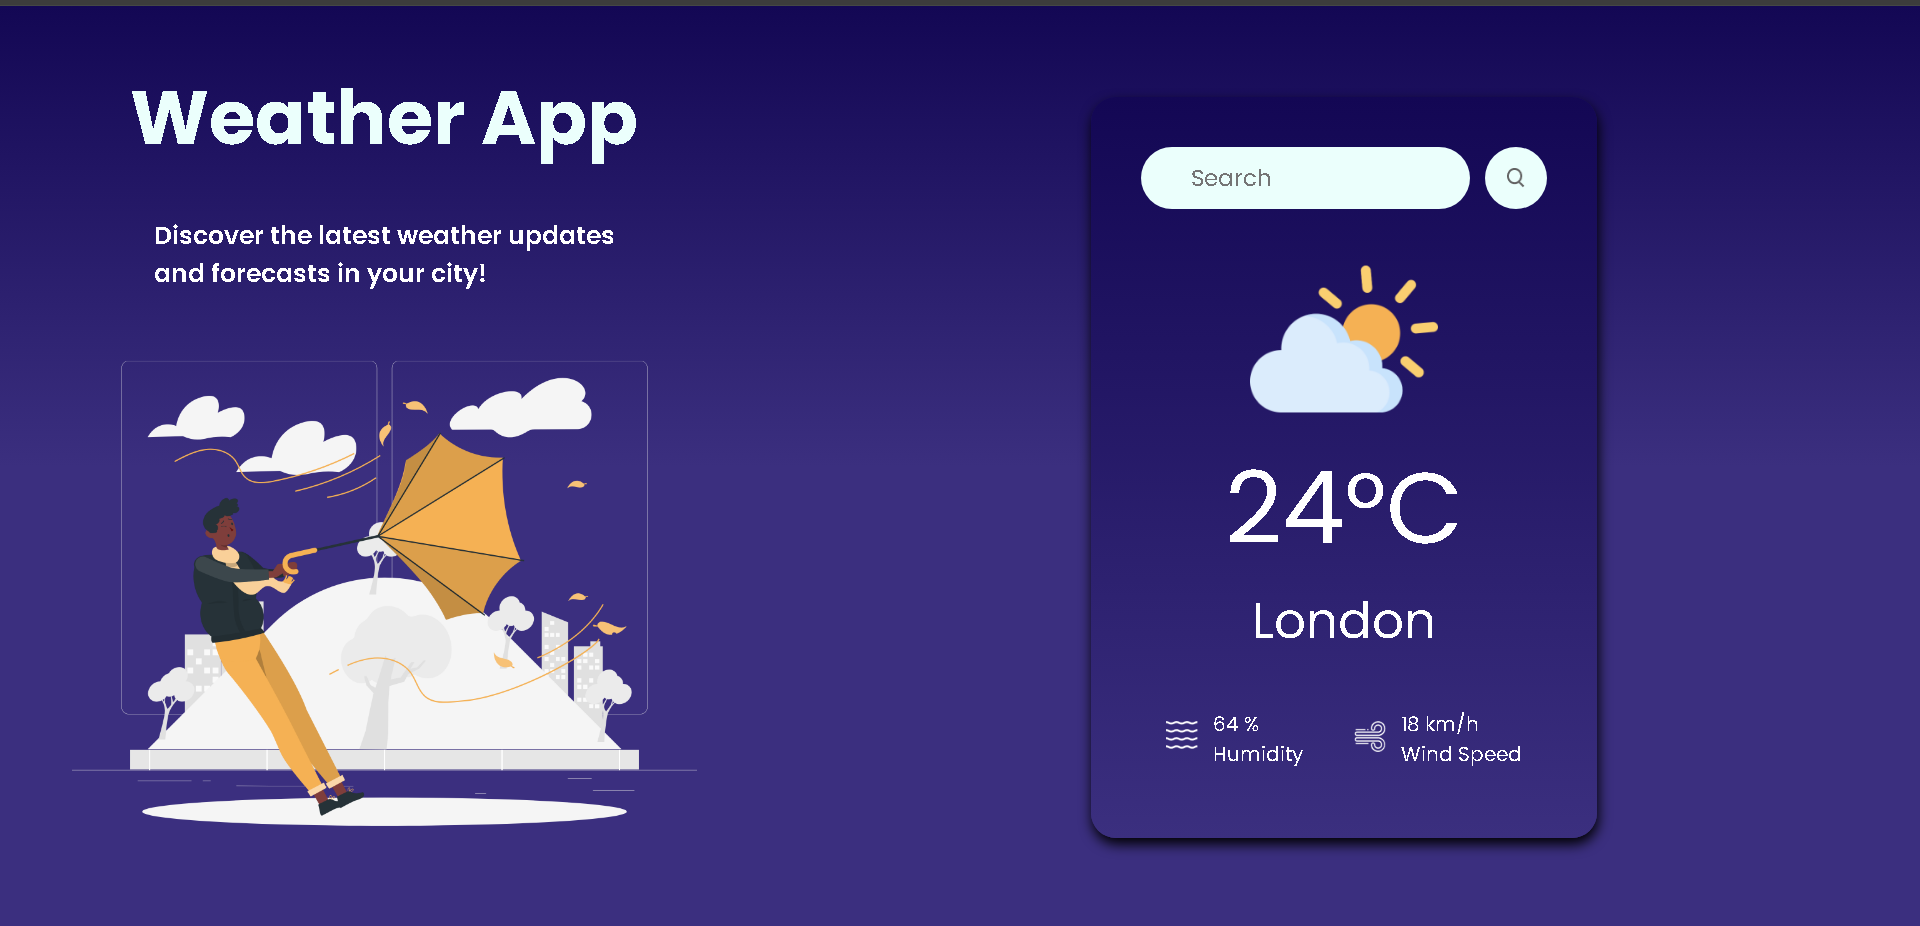 Weather App
Discover the latest weather updates
and forecasts in your city!
Search
24°C
London
64 %
Humidity
18 km/h
Wind Speed